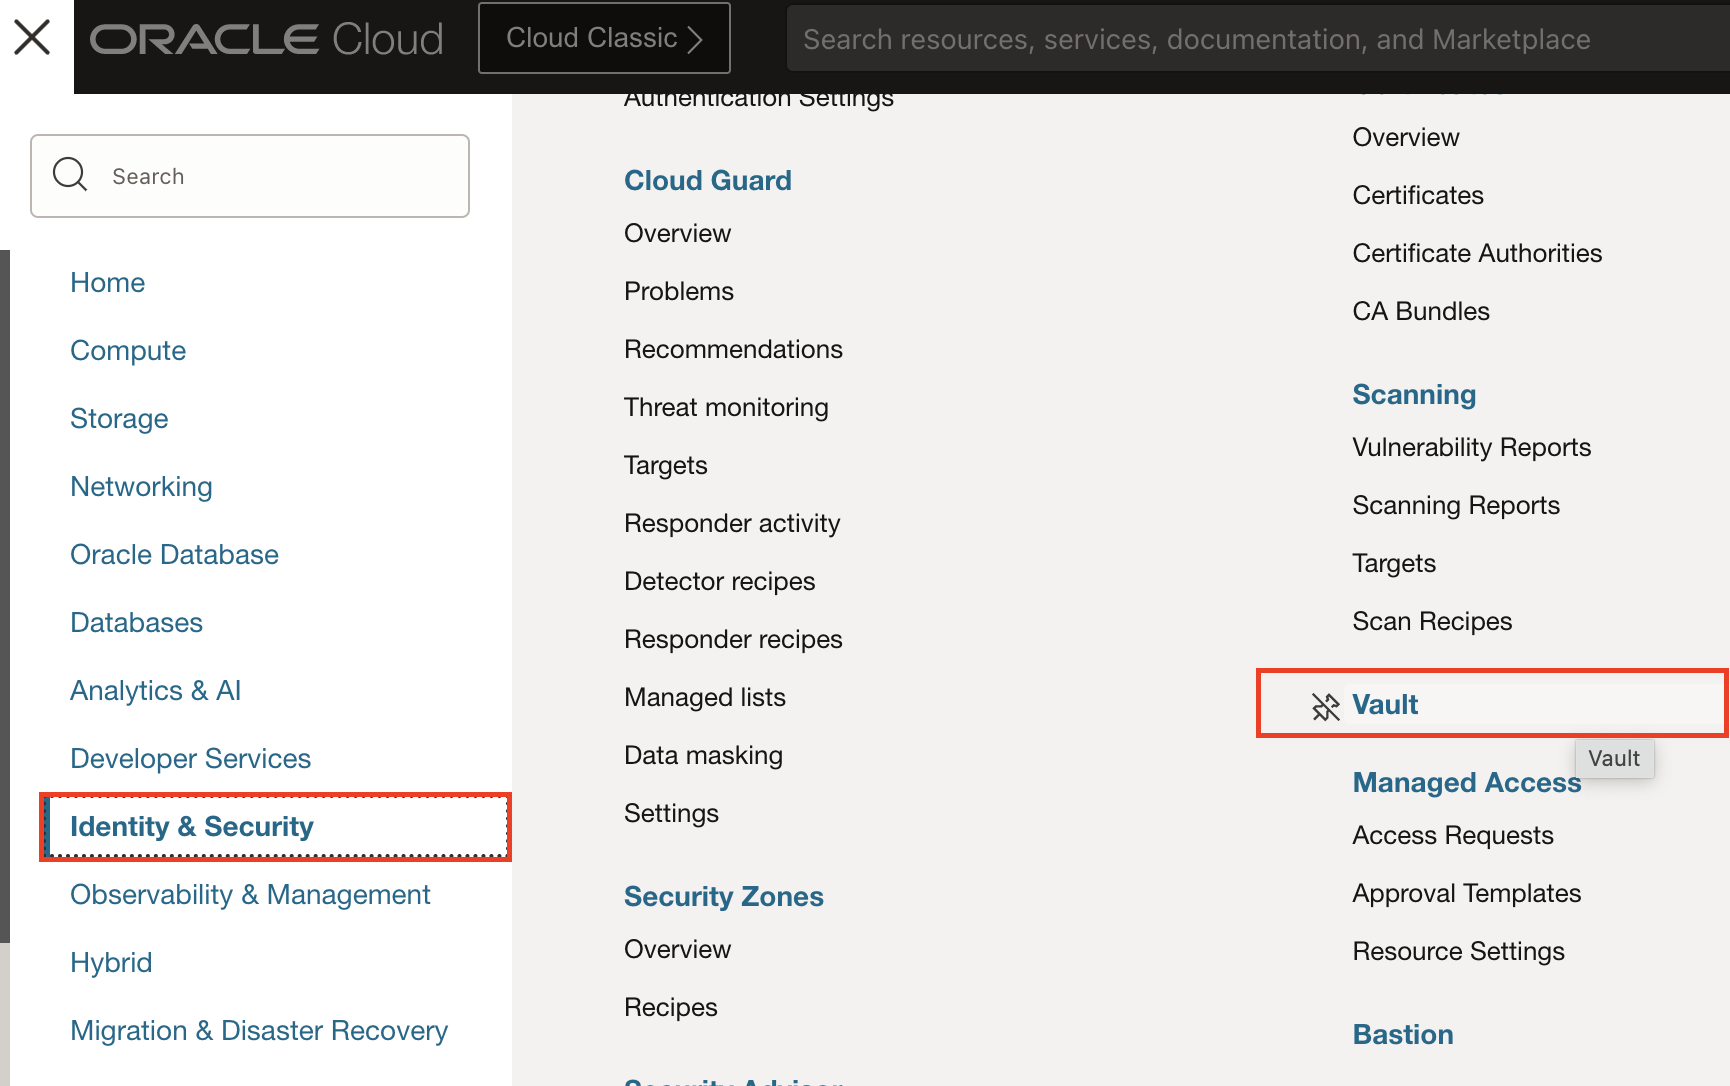 ORACLE Cloud
Cloud Classic
Search resources, services, documentation, and Marketplace
Search
Home
Compute
Storage
Networking
Oracle Database
Databases
Analytics & AI
Developer Services
Identity & Security
Observability & Management
Hybrid
Migration & Disaster Recovery
Authentication Settings
Cloud Guard
Overview
Problems
Recommendations
Threat monitoring
Targets
Responder activity
Detector recipes
Responder recipes
Managed lists
Data masking
Settings
Security Zones
Overview
Recipes
Security Advisor
Overview
Certificates
Certificate Authorities
CA Bundles
Scanning
Vulnerability Reports
Scanning Reports
Targets
Scan Recipes
Vault
Vault
Managed Access
Access Requests
Approval Templates
Resource Settings
Bastion